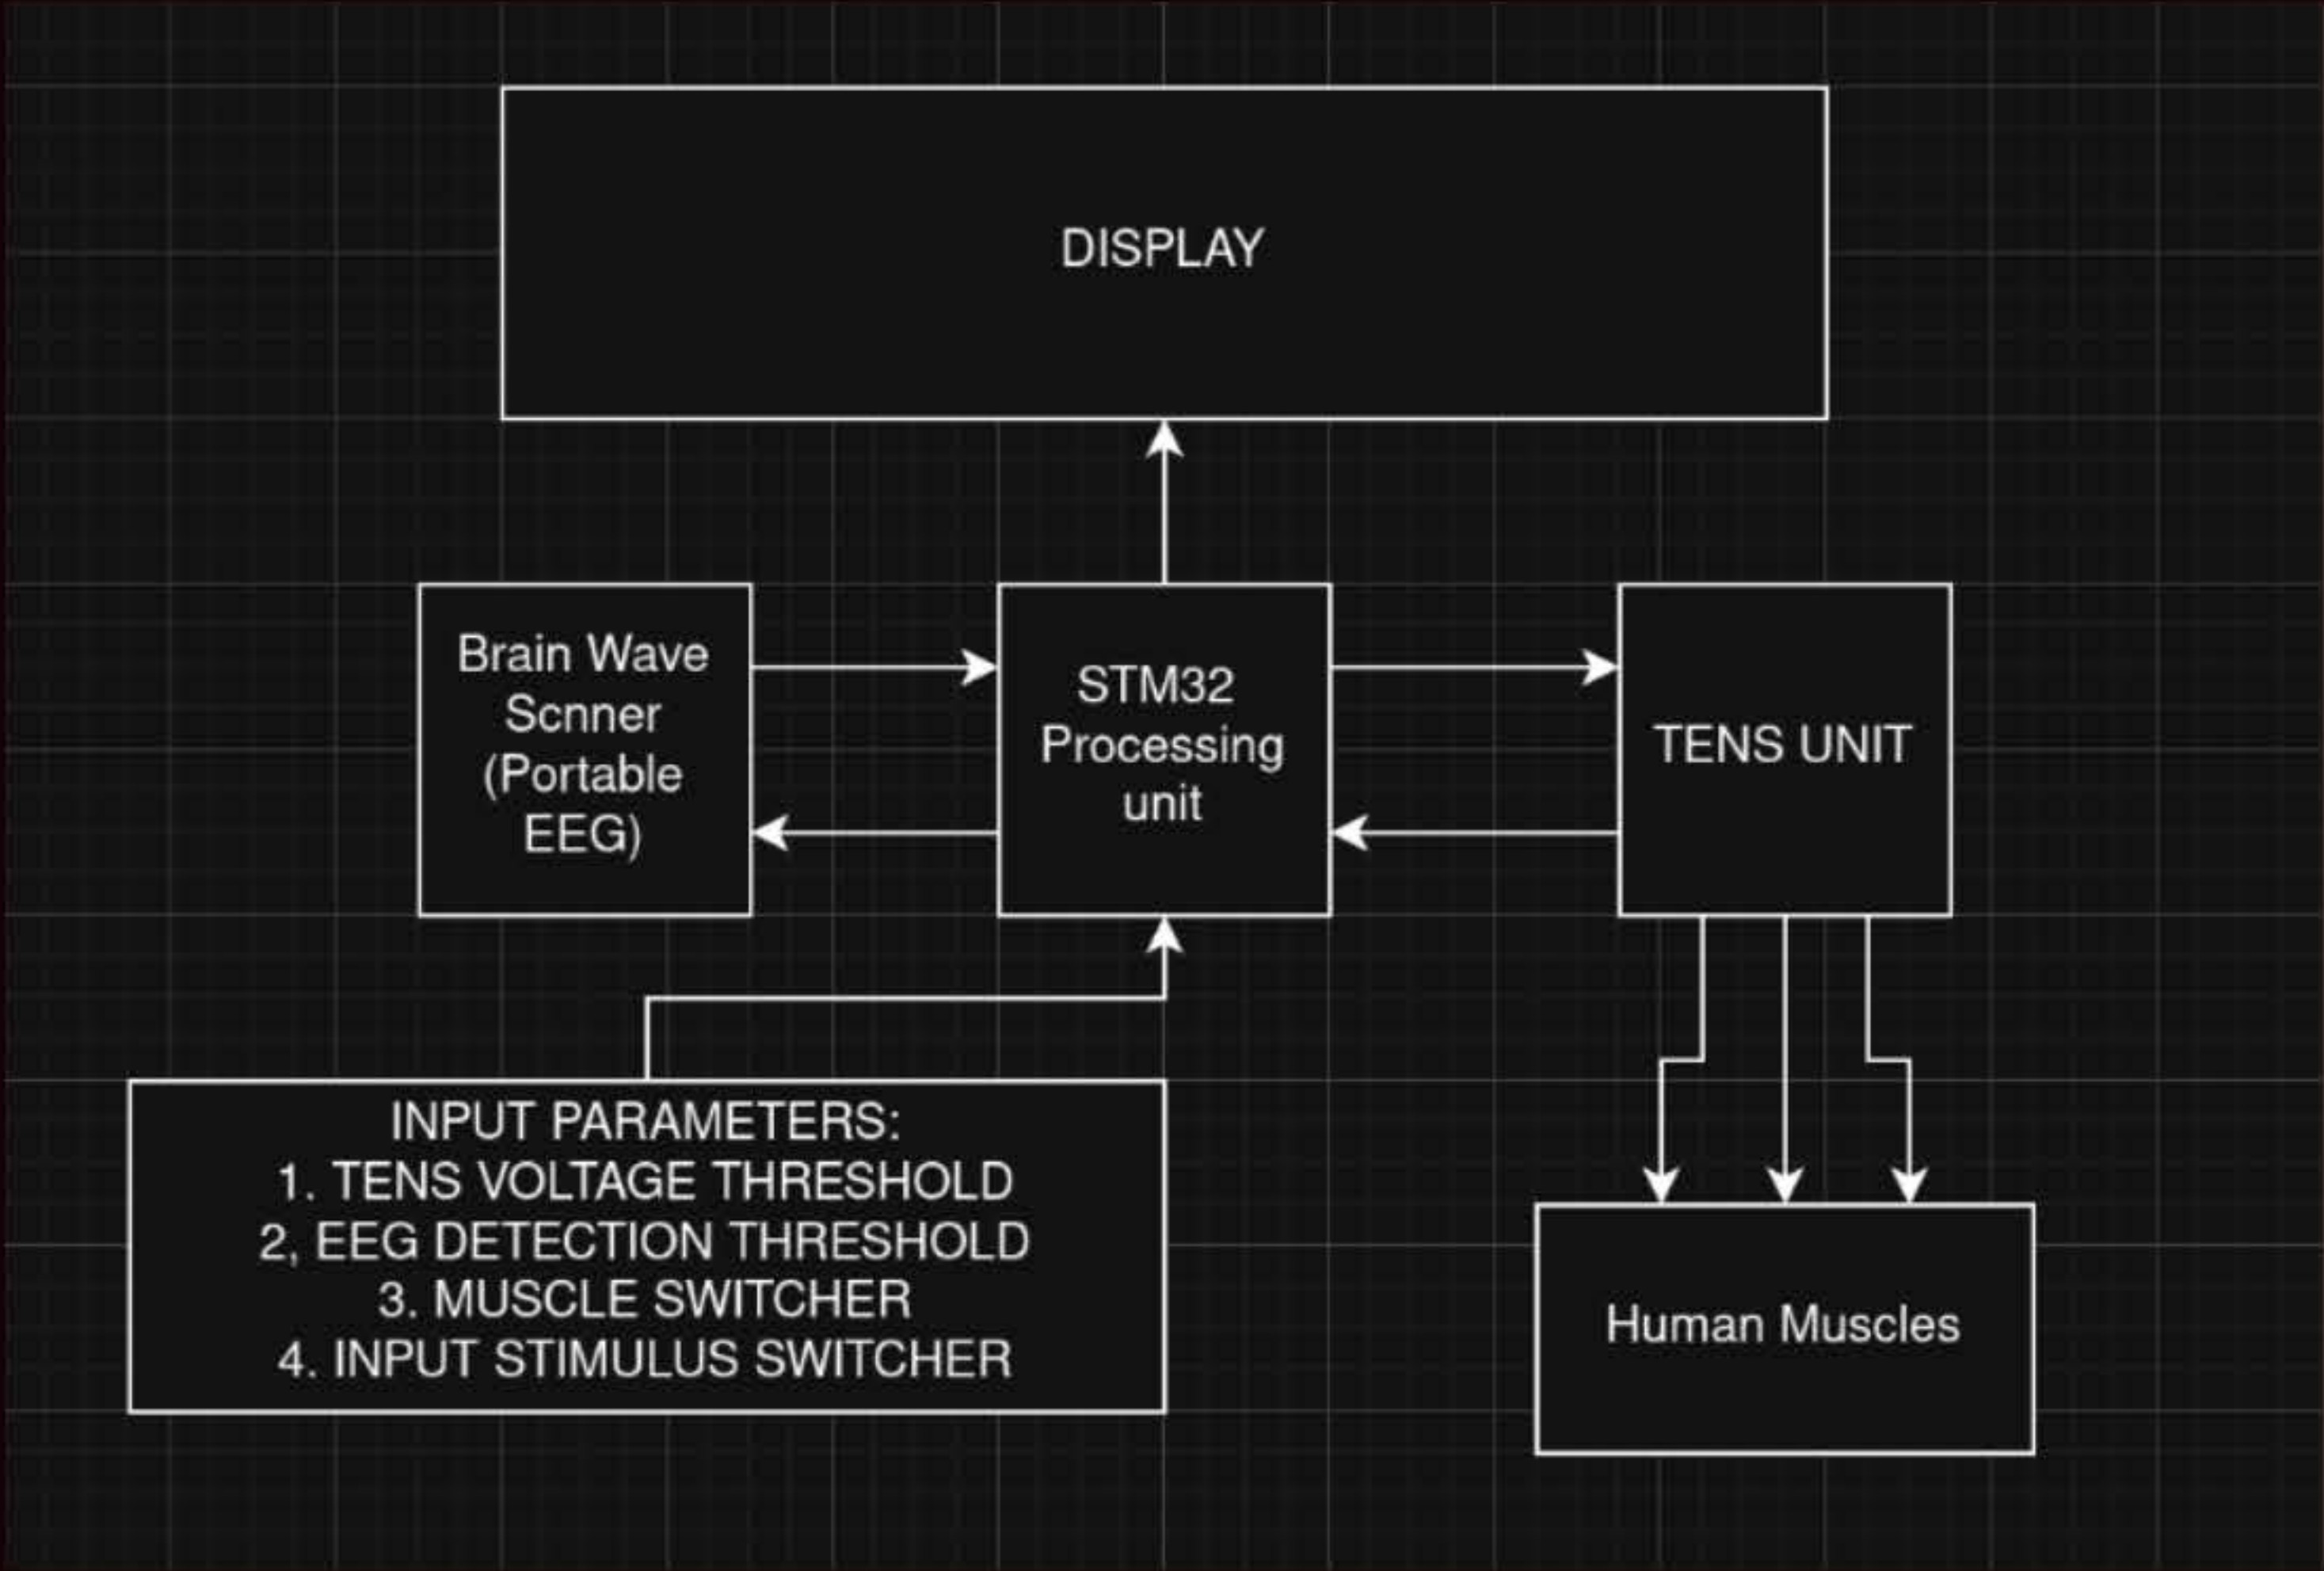 DISPLAY
Brain Wave
Scnner
(Portable
EEG)
STM32
Processing
unit
TENS UNIT
INPUT PARAMETERS:
1. TENS VOLTAGE THRESHOLD
2, EEG DETECTION THRESHOLD
3. MUSCLE SWITCHER
4. INPUT STIMULUS SWITCHER
Human Muscles